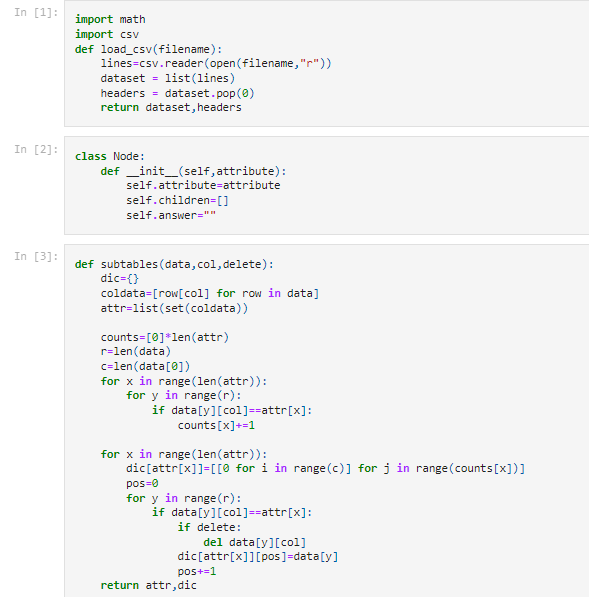 In [1]:
import math
import csv
def load_csv(filename):
    lines=csv.reader(open(filename,"r"))
    dataset = list(lines)
    headers = dataset.pop(0)
    return dataset,headers
In [2]:
class Node:
    def __init__(self,attribute):
        self.attribute=attribute
        self.children=[]
        self.answer=""
In [3]:
def subtables(data,col,delete):
    dic={}
    coldata=[row[col] for row in data]
    attr=list(set(coldata))

    counts=[0]*len(attr)
    r=len(data)
    c=len(data[0])
    for x in range(len(attr)):
        for y in range(r):
            if data[y][col]==attr[x]:
                counts[x]+=1

    for x in range(len(attr)):
        dic[attr[x]]=[[0 for i in range(c)] for j in range(counts[x])]
        pos=0
        for y in range(r):
            if data[y][col]==attr[x]:
                if delete:
                    del data[y][col]
                dic[attr[x]][pos]=data[y]
                pos+=1
    return attr,dic